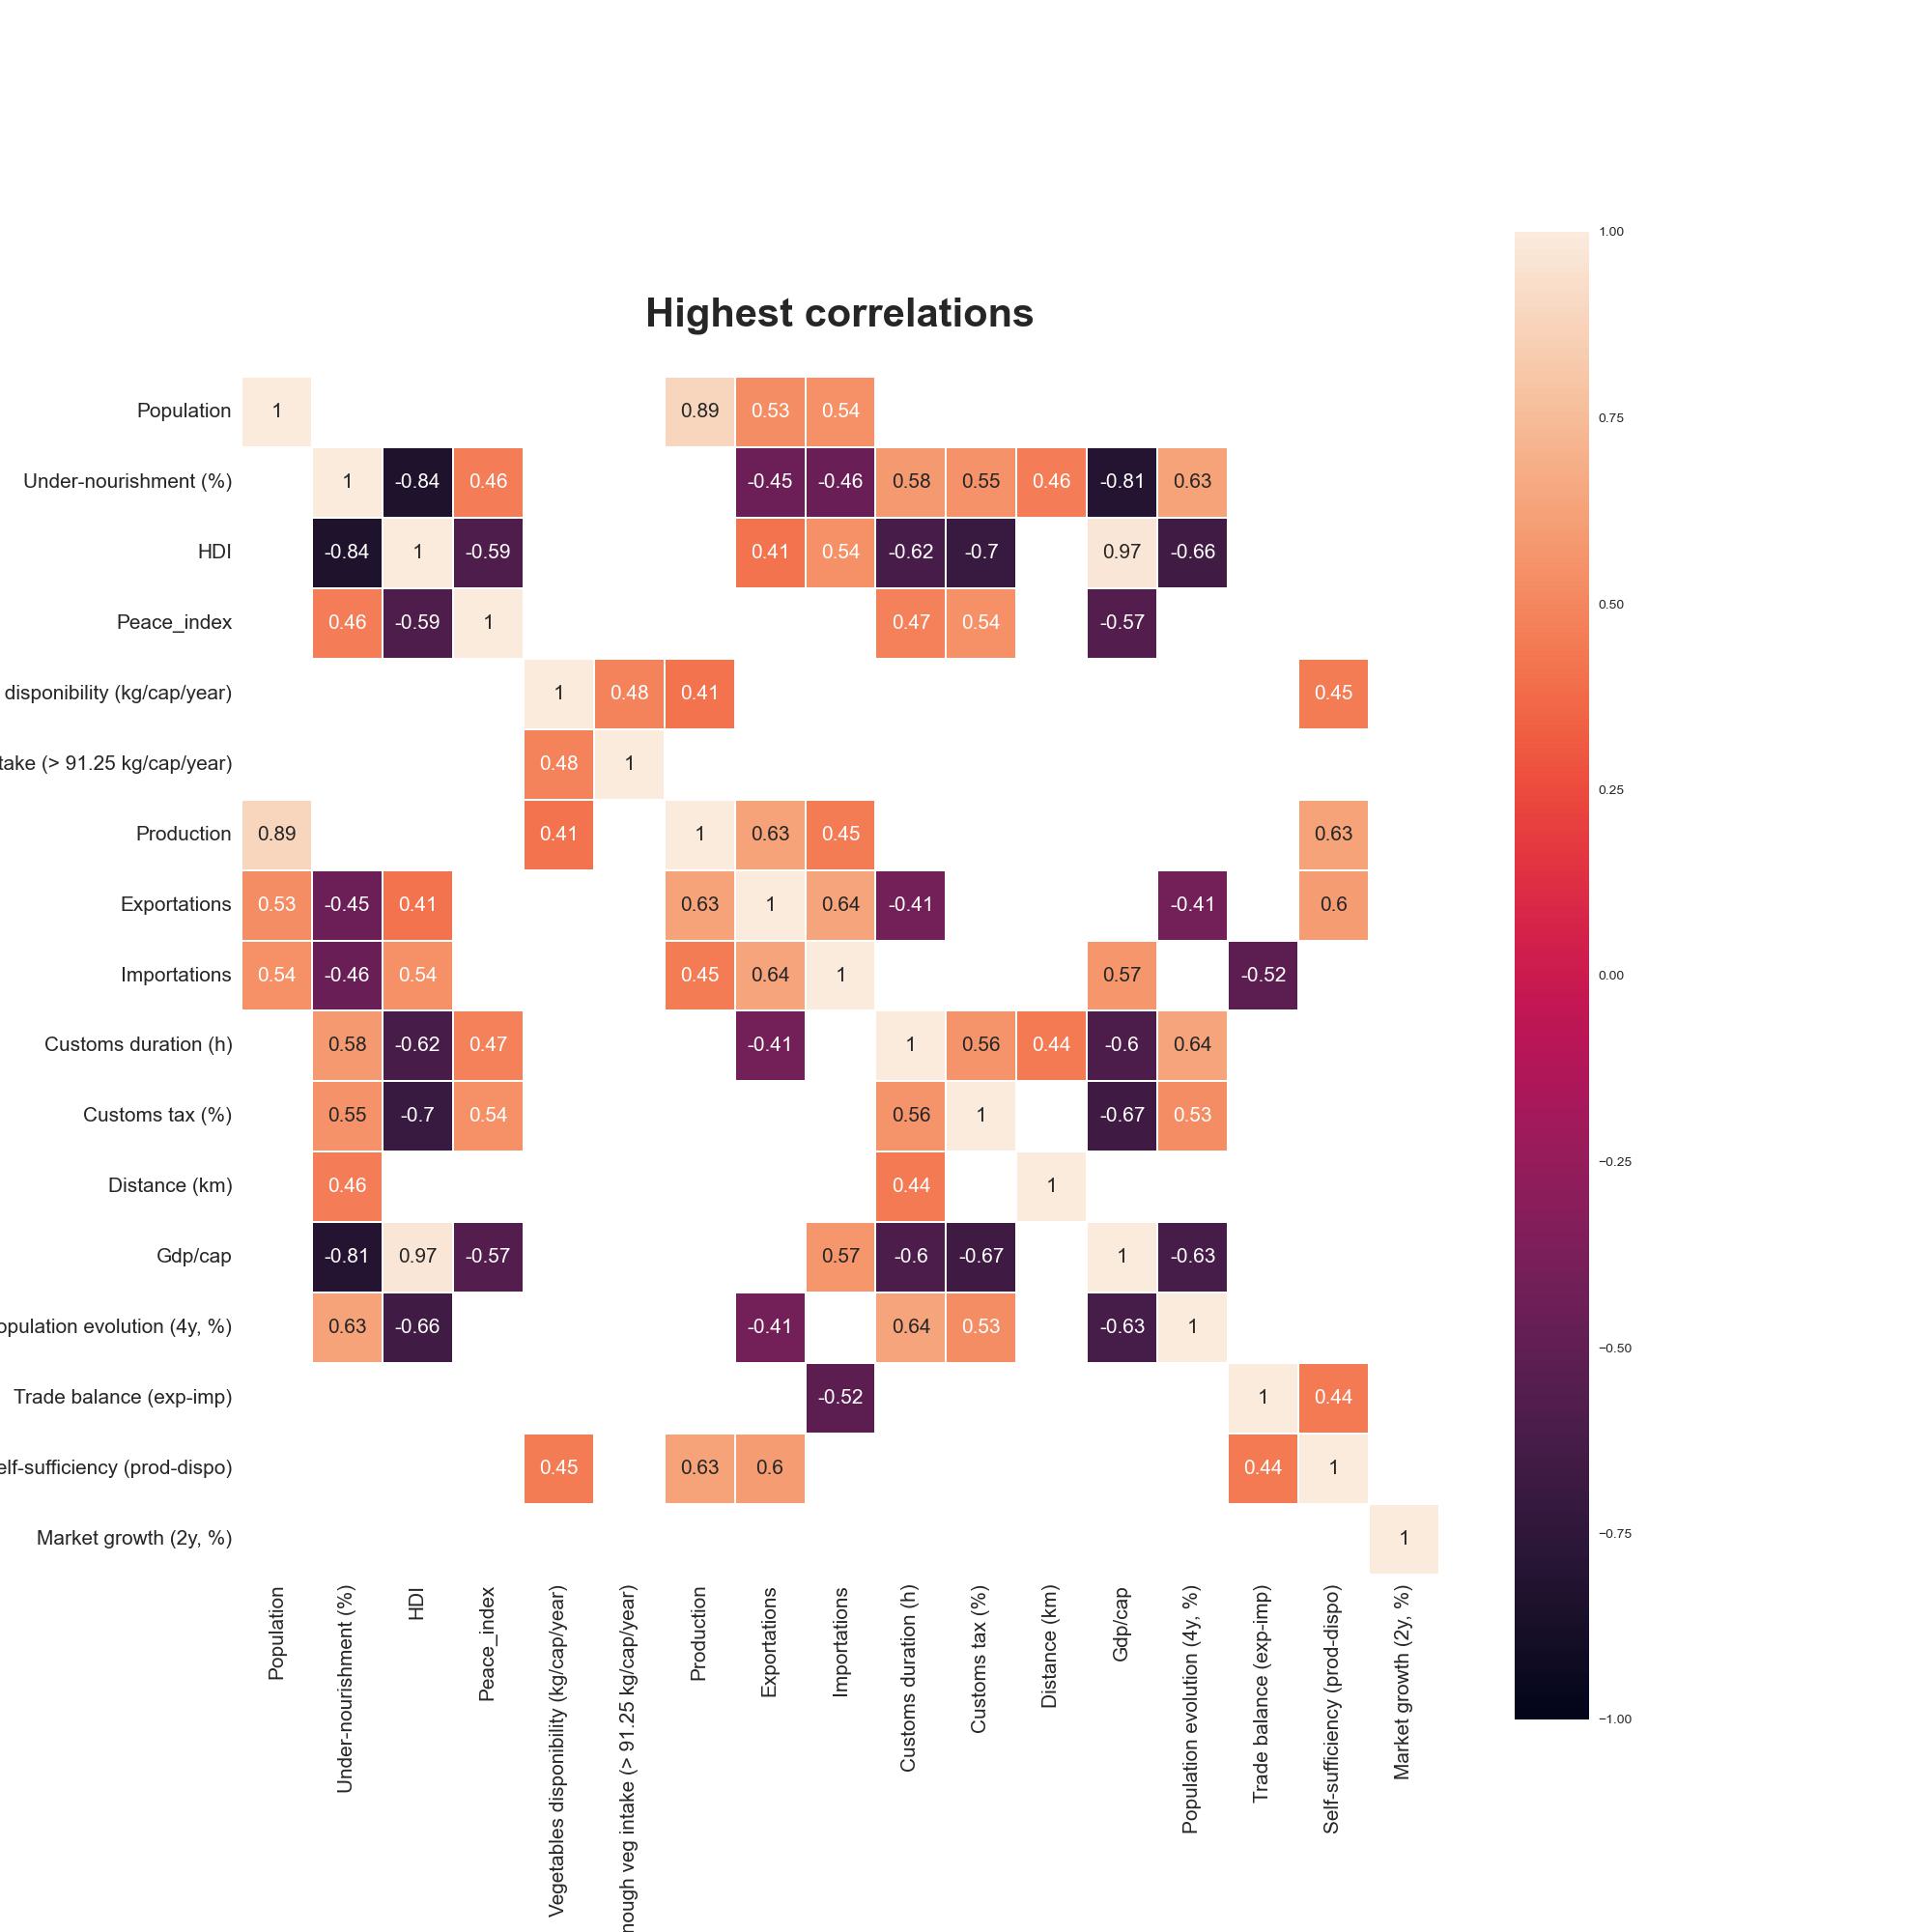 Highest correlations
Population 1 0.89 0.53 0.54
Under-nourishment (%) 1 -0.84 0.46 -0.45 -0.46 0.58 0.55 0.46 -0.81 0.63
HDI -0.84 1 -0.59 0.41 0.54 -0.62 -0.7 0.97 -0.66
Peace_index 0.46 -0.59 1 0.47 0.54 -0.57
disponibility (kg/cap/year) 1 0.48 0.41 0.45
take (> 91.25 kg/cap/year) 0.48 1
Production 0.89 0.41 1 0.63 0.45 0.63
Exportations 0.53 -0.45 0.41 0.63 1 0.64 -0.41 -0.41 0.6
Importations 0.54 -0.46 0.54 0.45 0.64 1 0.57 -0.52
Customs duration (h) 0.58 -0.62 0.47 -0.41 1 0.56 0.44 -0.6 0.64
Customs tax (%) 0.55 -0.7 0.54 0.56 1 -0.67 0.53
Distance (km) 0.46 0.44 1
Gdp/cap -0.81 0.97 -0.57 0.57 -0.6 -0.67 1 -0.63
opulation evolution (4y, %) 0.63 -0.66 -0.41 0.64 0.53 -0.63 1
Trade balance (exp-imp) -0.52 1 0.44
elf-sufficiency (prod-dispo) 0.45 0.63 0.6 0.44 1
Market growth (2y, %) 1
Population
Under-nourishment (%)
HDI
Peace_index
Vegetables disponibility (kg/cap/year)
nough veg intake (> 91.25 kg/cap/year)
Production
Exportations
Importations
Customs duration (h)
Customs tax (%)
Distance (km)
Gdp/cap
Population evolution (4y, %)
Trade balance (exp-imp)
Self-sufficiency (prod-dispo)
Market growth (2y, %)
1.00
0.75
0.50
0.25
0.00
−0.25
−0.50
−0.75
−1.00